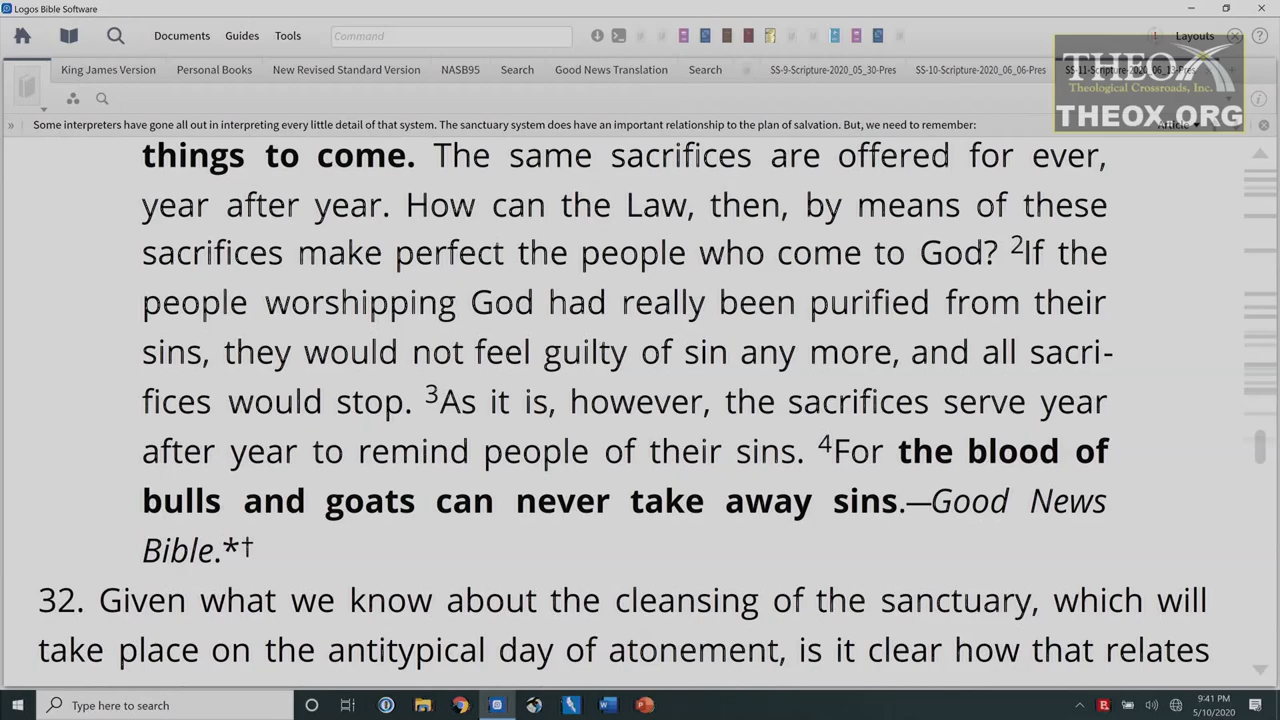 Logos Bible Software
Documents Guides Tools Command Layouts
King James Version Personal Books New Revised Standard NASB95 Search Good News Translation Search SS-9-Scripture-2020_05_30-Pres SS-10-Scripture-2020_06_06-Pres SS-11-Scripture-2020_06_13-Pres
THEOX
Theological Crossroads, Inc.
THEOX.ORG
» Some interpreters have gone all out in interpreting every little detail of that system. The sanctuary system does have an important relationship to the plan of salvation. But, we need to remember: Article
things to come. The same sacrifices are offered for ever,
year after year. How can the Law, then, by means of these
sacrifices make perfect the people who come to God? 2If the
people worshipping God had really been purified from their
sins, they would not feel guilty of sin any more, and all sacri-
fices would stop. 3As it is, however, the sacrifices serve year
after year to remind people of their sins. 4For the blood of
bulls and goats can never take away sins.—Good News
Bible.*†
32. Given what we know about the cleansing of the sanctuary, which will
take place on the antitypical day of atonement, is it clear how that relates
Type here to search
9:41 PM
5/10/2020